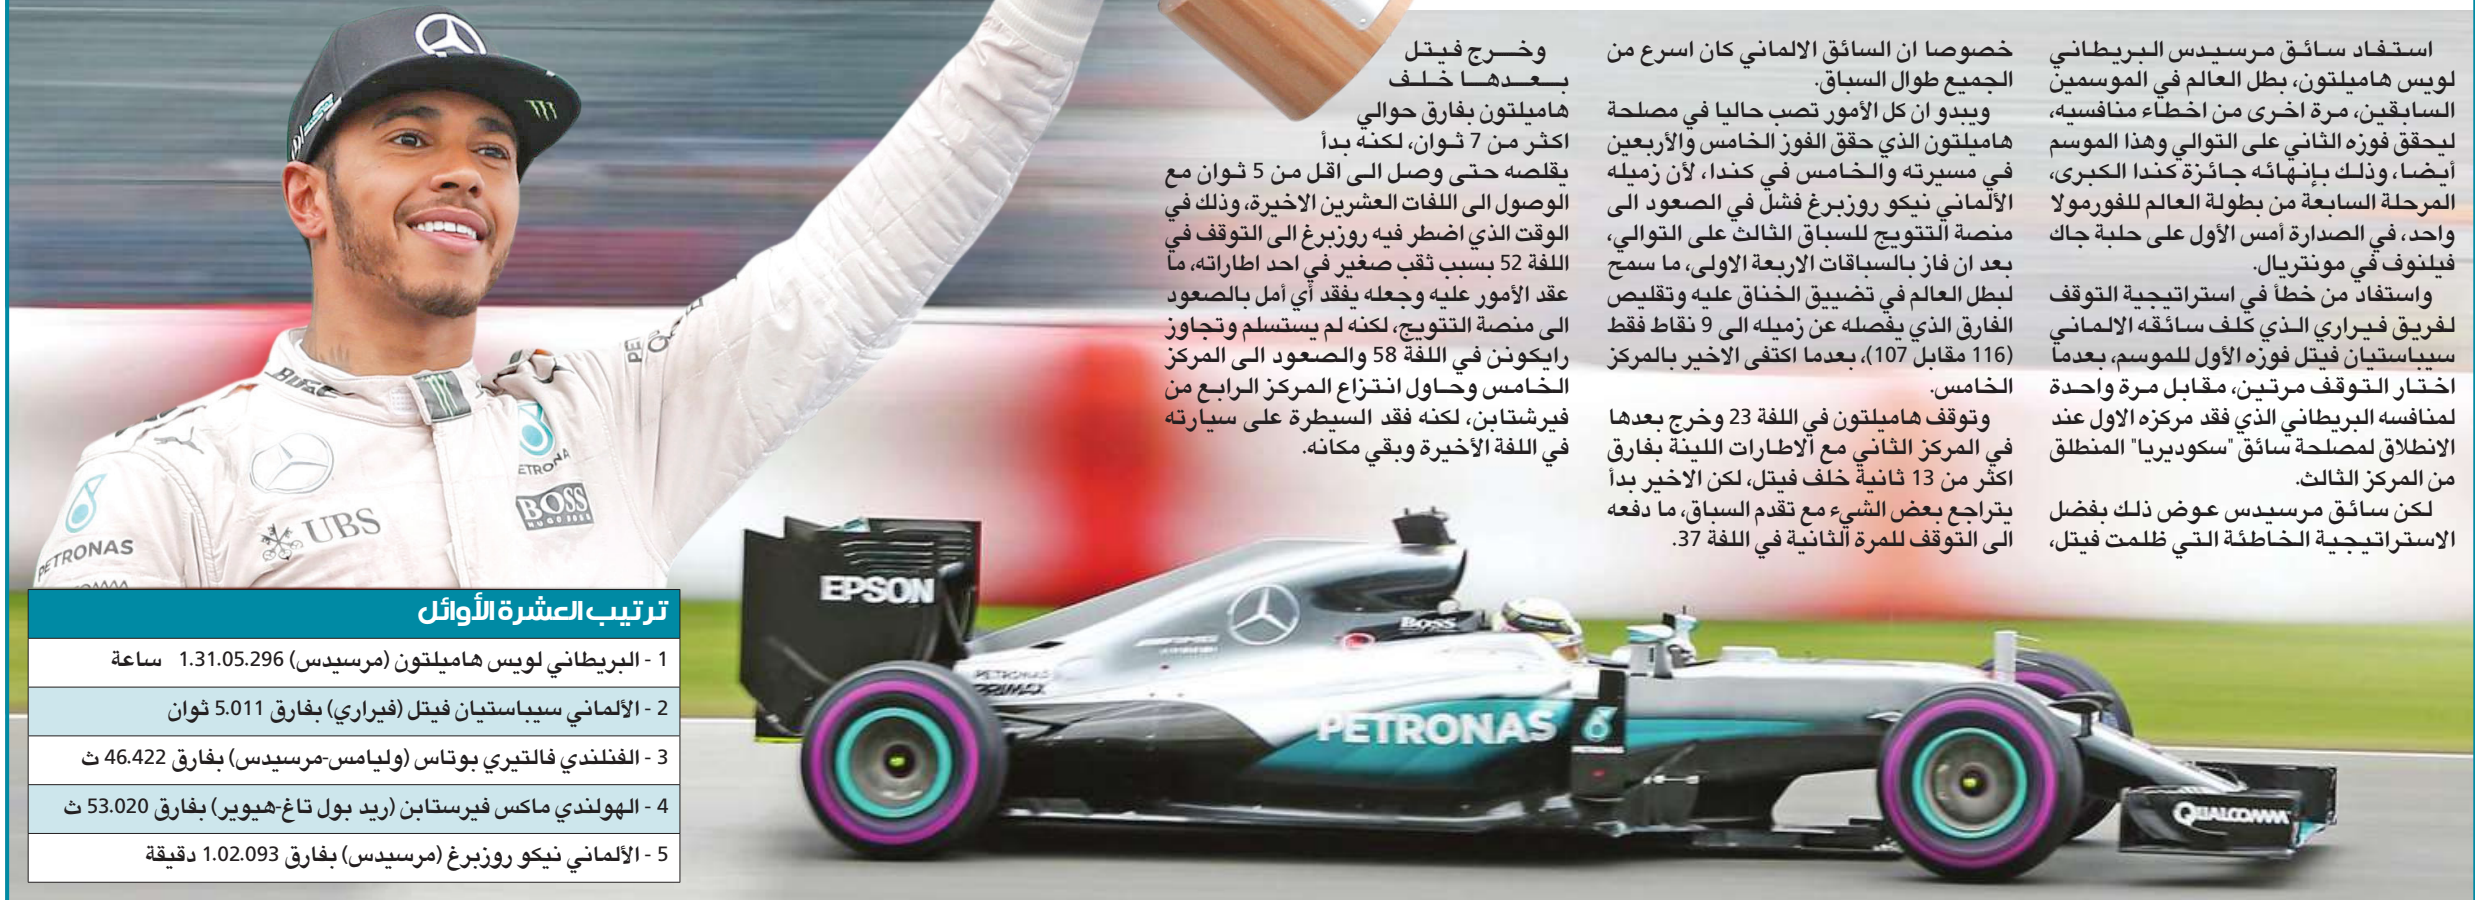 استفاد سائق مرسيدس البريطاني
لويس هاميلتون، بطل العالم في الموسمين
السابقين، مرة اخرى من اخطاء منافسيه،
ليحقق فوزه الثاني على التوالي وهذا الموسم
أيضا، وذلك بإنهائه جائزة كندا الكبرى،
المرحلة السابعة من بطولة العالم للفورمولا
واحد، في الصدارة أمس الأول على حلبة جاك
فيلنوف في مونتريال.
واستفاد من خطأ في استراتيجية التوقف
لفريق فيراري الذي كلف سائقه الالماني
سيباستيان فيتل فوزه الأول للموسم، بعدما
اختار التوقف مرتين، مقابل مرة واحدة
لمنافسه البريطاني الذي فقد مركزه الاول عند
الانطلاق لمصلحة سائق "سكوديريا" المنطلق
من المركز الثالث.
لكن سائق مرسيدس عوض ذلك بفضل
الاستراتيجية الخاطئة التي ظلمت فيتل،
خصوصا ان السائق الالماني كان اسرع من
الجميع طوال السباق.
ويبدو ان كل الأمور تصب حاليا في مصلحة
هاميلتون الذي حقق الفوز الخامس والأربعين
في مسيرته والخامس في كندا، لأن زميله
الألماني نيكو روزبرغ فشل في الصعود الى
منصة التتويج للسباق الثالث على التوالي،
بعد ان فاز بالسباقات الاربعة الاولى، ما سمح
لبطل العالم في تضييق الخناق عليه وتقليص
الفارق الذي يفصله عن زميله الى 9 نقاط فقط
(116 مقابل 107)، بعدما اكتفى الاخير بالمركز
الخامس.
وتوقف هاميلتون في اللفة 23 وخرج بعدها
في المركز الثاني مع الاطارات اللينة بفارق
اكثر من 13 ثانية خلف فيتل، لكن الاخير بدأ
يتراجع بعض الشيء مع تقدم السباق، ما دفعه
الى التوقف للمرة الثانية في اللفة 37.
وخرج فيتل
بعدها خلف
هاميلتون بفارق حوالي
اكثر من 7 ثوان، لكنه بدأ
يقلصه حتى وصل الى اقل من 5 ثوان مع
الوصول الى اللفات العشرين الاخيرة، وذلك في
الوقت الذي اضطر فيه روزبرغ الى التوقف في
اللفة 52 بسبب ثقب صغير في احد اطاراته، ما
عقد الأمور عليه وجعله يفقد أي أمل بالصعود
الى منصة التتويج، لكنه لم يستسلم وتجاوز
رايكونن في اللفة 58 والصعود الى المركز
الخامس وحاول انتزاع المركز الرابع من
فيرشتابن، لكنه فقد السيطرة على سيارته
في اللفة الأخيرة وبقي مكانه.
ترتيب العشرة الأوائل
1 - البريطاني لويس هاميلتون (مرسيدس) 1.31.05.296 ساعة
2 - الألماني سيباستيان فيتل (فيراري) بفارق 5.011 ثوان
3 - الفنلندي فالتيري بوتاس (وليامس-مرسيدس) بفارق 46.422 ث
4 - الهولندي ماكس فيرستابن (ريد بول تاغ-هيوير) بفارق 53.020 ث
5 - الألماني نيكو روزبرغ (مرسيدس) بفارق 1.02.093 دقيقة
PETRONAS
UBS
BOSS
HUGO BOSS
EPSON
BOSS
PETRONAS
PRIMAX
PETRONAS
PETRONAS
QUALCOMM